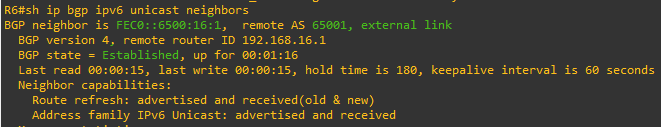 R6#sh ip bgp ipv6 unicast neighbors
BGP neighbor is FEC0::6500:16:1,  remote AS 65001, external link
  BGP version 4, remote router ID 192.168.16.1
  BGP state = Established, up for 00:01:16
  Last read 00:00:15, last write 00:00:15, hold time is 180, keepalive interval is 60 seconds
  Neighbor capabilities:
    Route refresh: advertised and received(old & new)
    Address family IPv6 Unicast: advertised and received